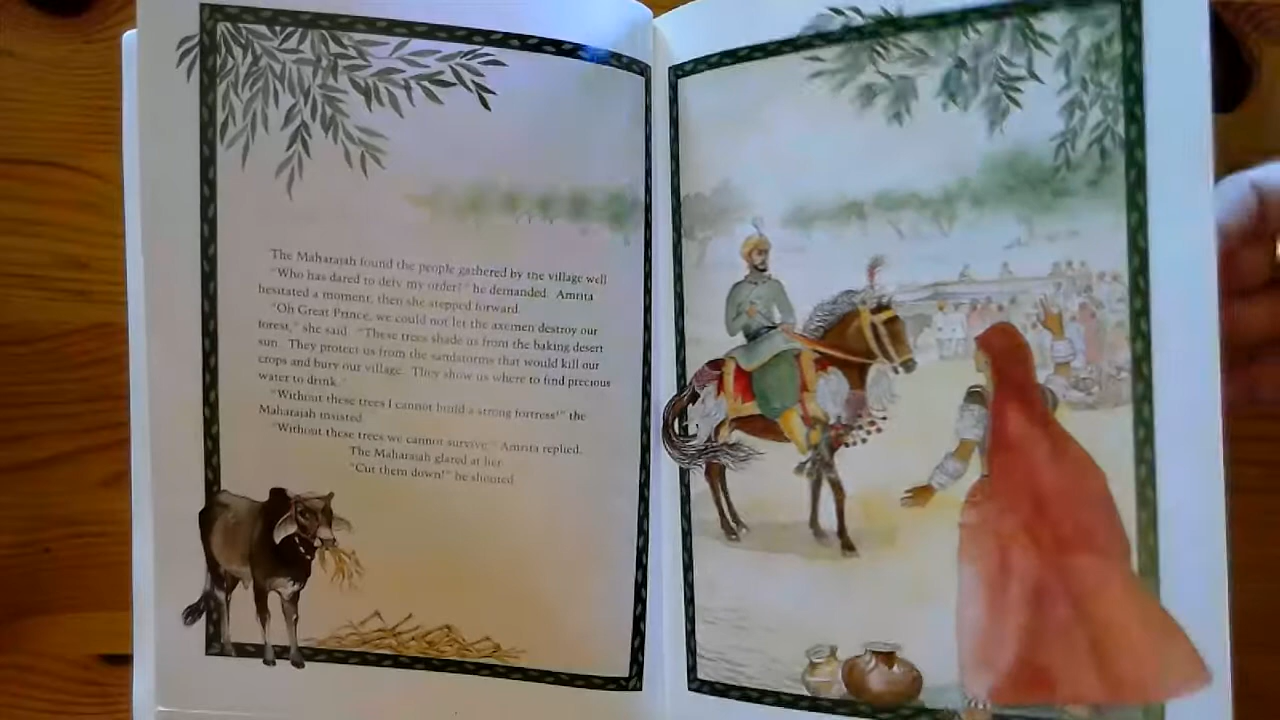 The Maharajah found the people gathered by the village well
"Who has dared to defy my order?" he demanded. Amrita
hesitated a moment, then she stepped forward.
"Oh Great Prince, we could not let the axemen destroy our
forest," she said. "These trees shade us from the baking desert
sun. They protect us from the sandstorms that would kill our
crops and bury our village. They show us where to find precious
water to drink."
"Without these trees I cannot build a strong fortress!" the
Maharajah insisted.
"Without these trees we cannot survive," Amrita replied.
The Maharajah glared at her.
"Cut them down!" he shouted